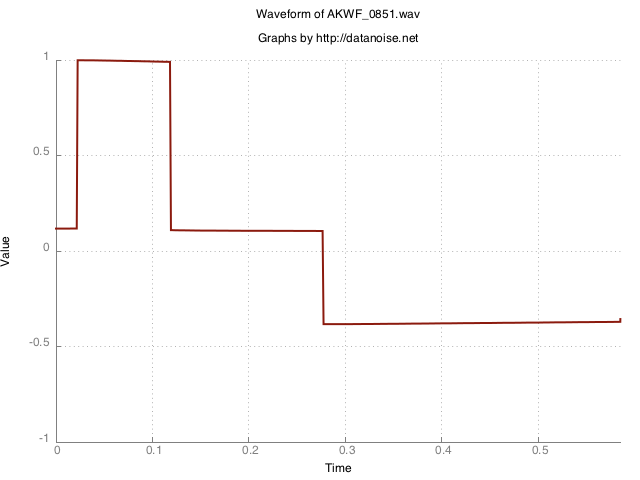 Waveform of AKWF_0851.wav
Graphs by http://datanoise.net
1
0.5
0
-0.5
-1
Value
0 0.1 0.2 0.3 0.4 0.5
Time